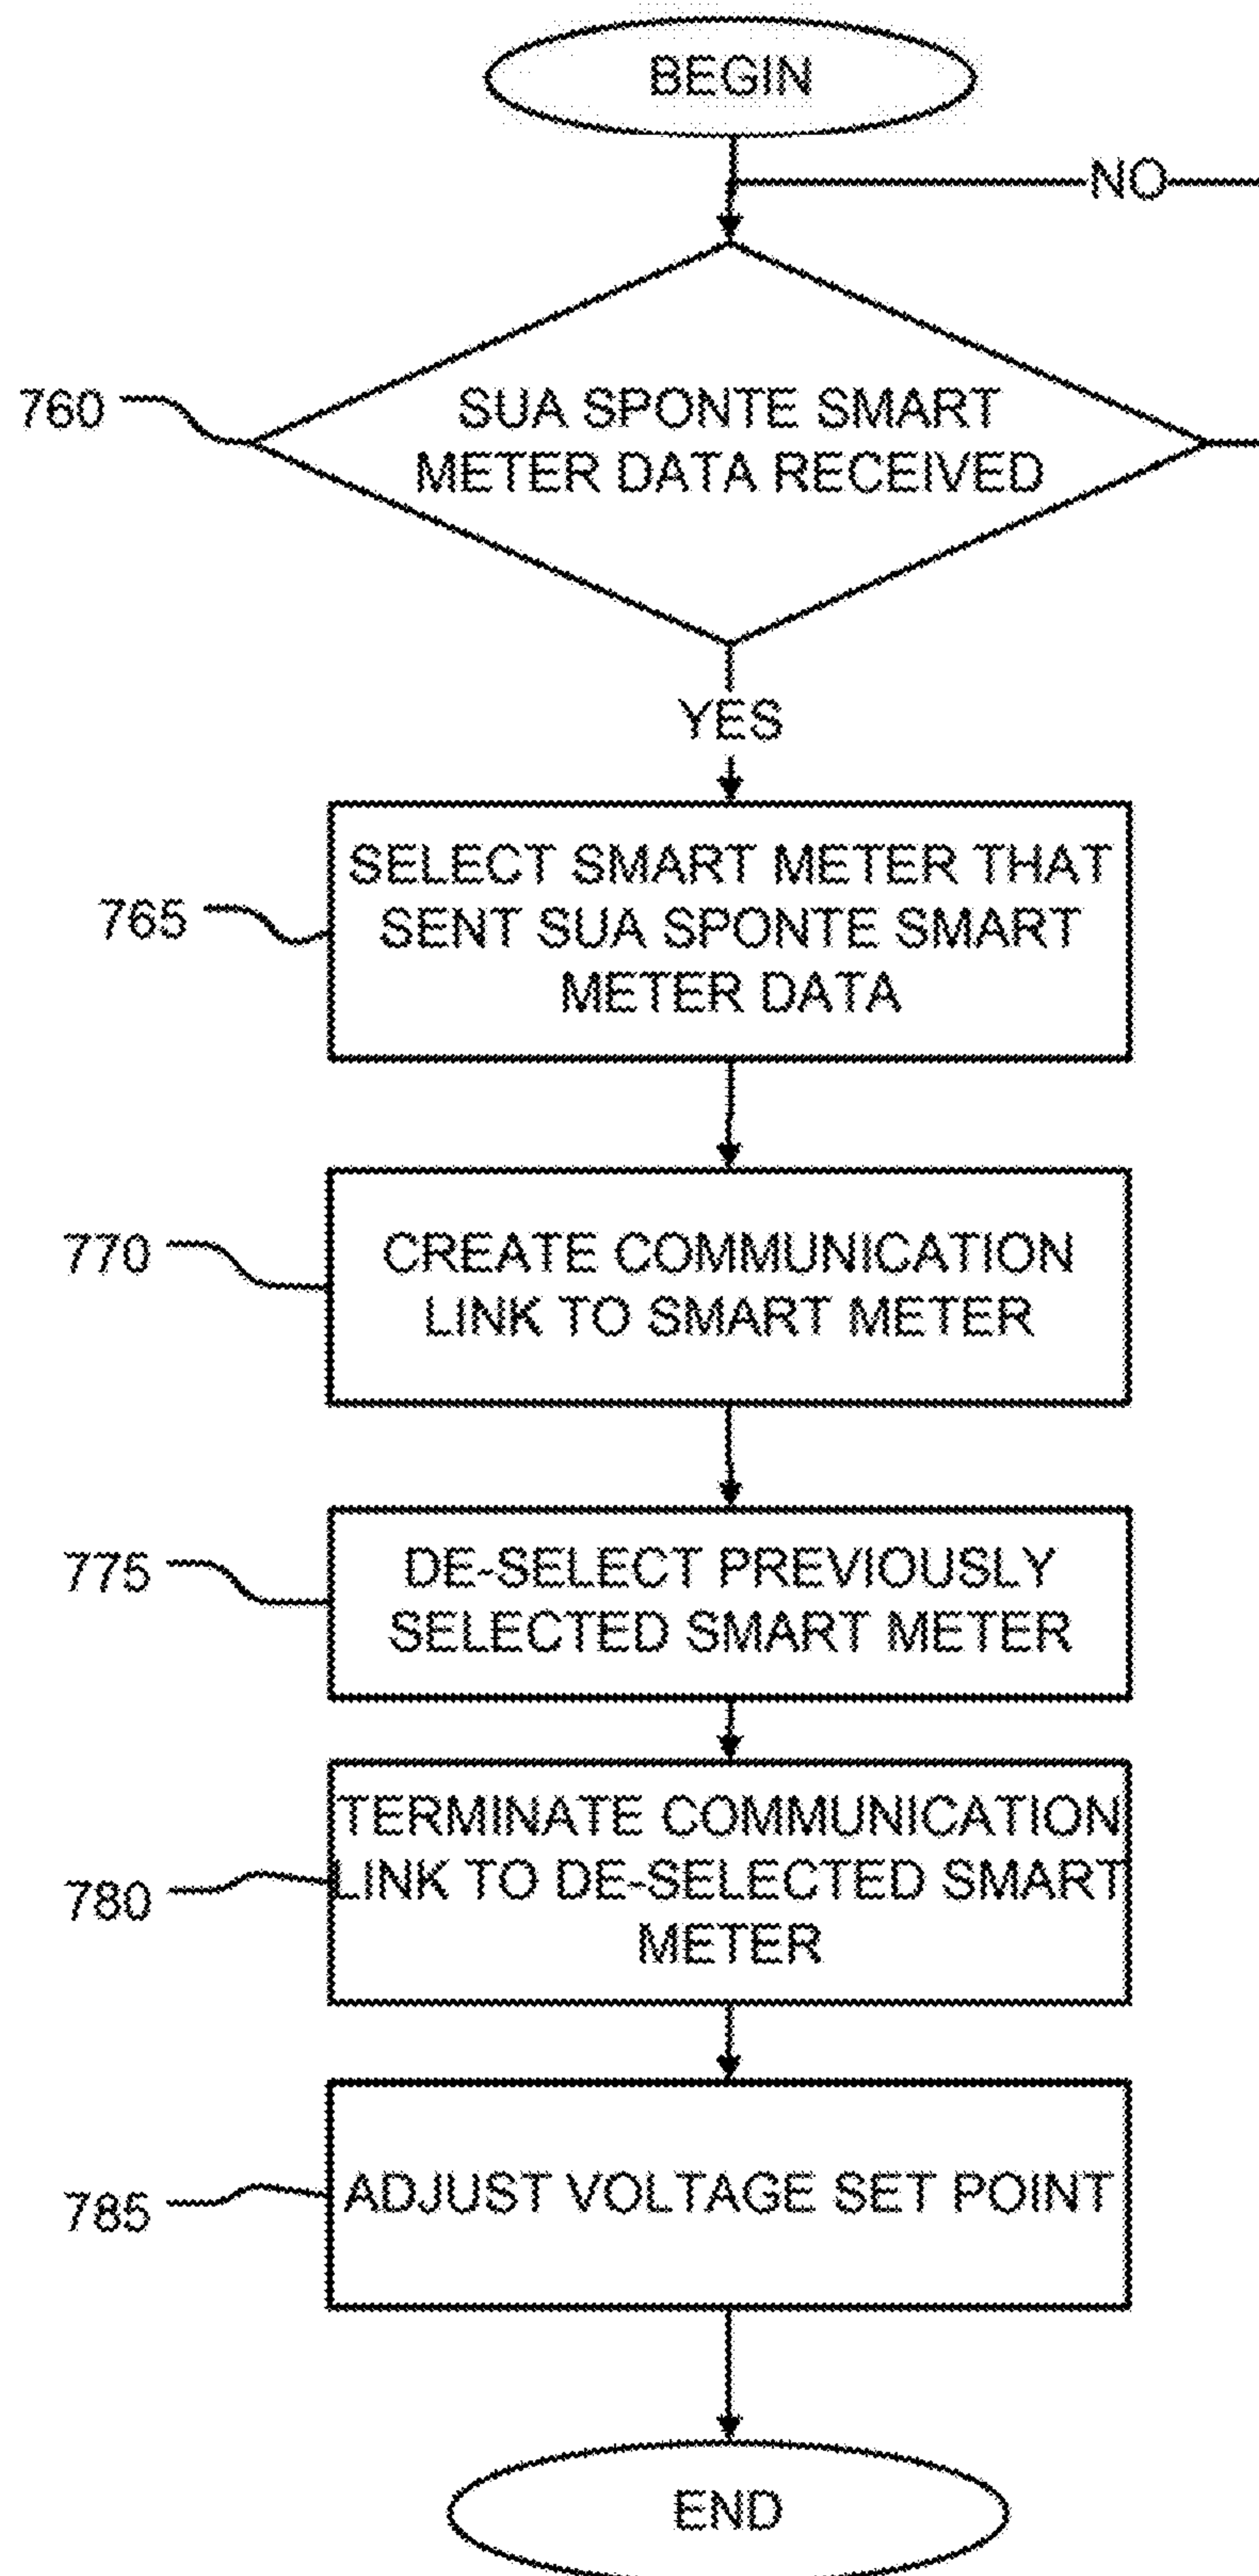 BEGIN
NO
760
SUA SPONTE SMART
METER DATA RECEIVED
YES
765
SELECT SMART METER THAT
SENT SUA SPONTE SMART
METER DATA
770
CREATE COMMUNICATION
LINK TO SMART METER
775
DE-SELECT PREVIOUSLY
SELECTED SMART METER
780
TERMINATE COMMUNICATION
LINK TO DE-SELECTED SMART
METER
785
ADJUST VOLTAGE SET POINT
END